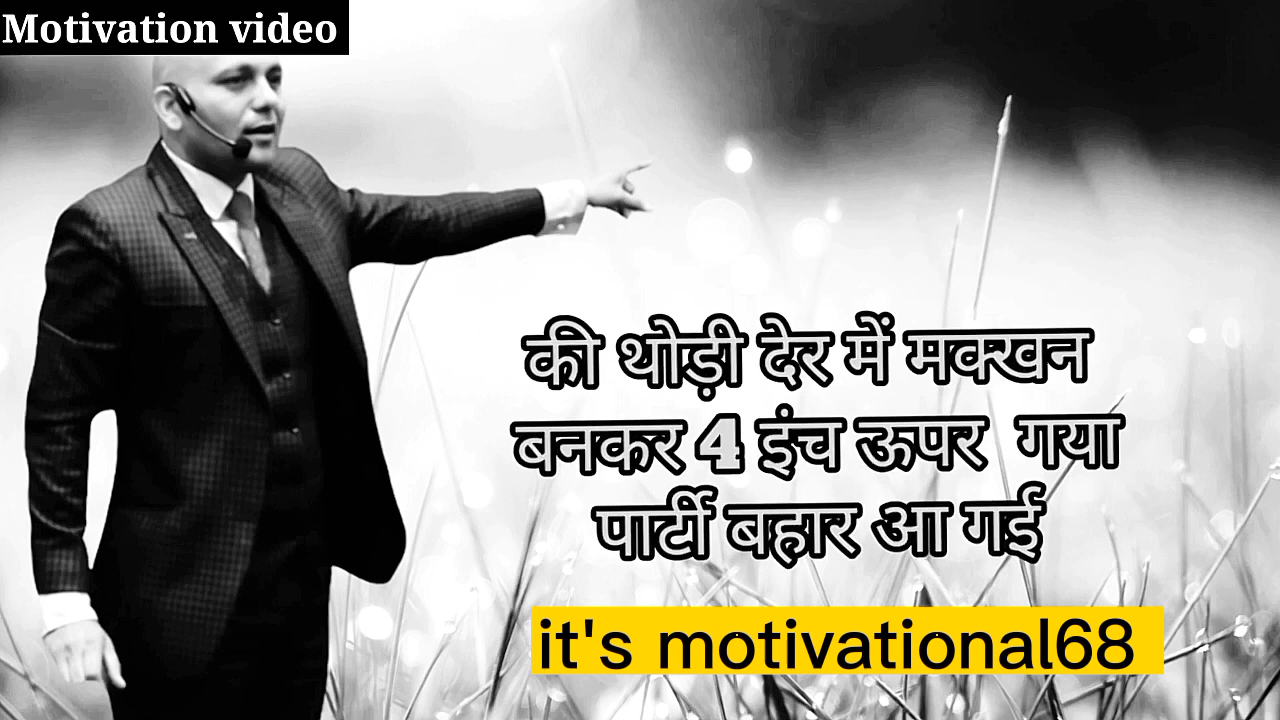 Motivation video
की थोड़ी देर में मक्खन
बनकर 4 इंच ऊपर गया
पार्टी बहार आ गई
it's motivational68